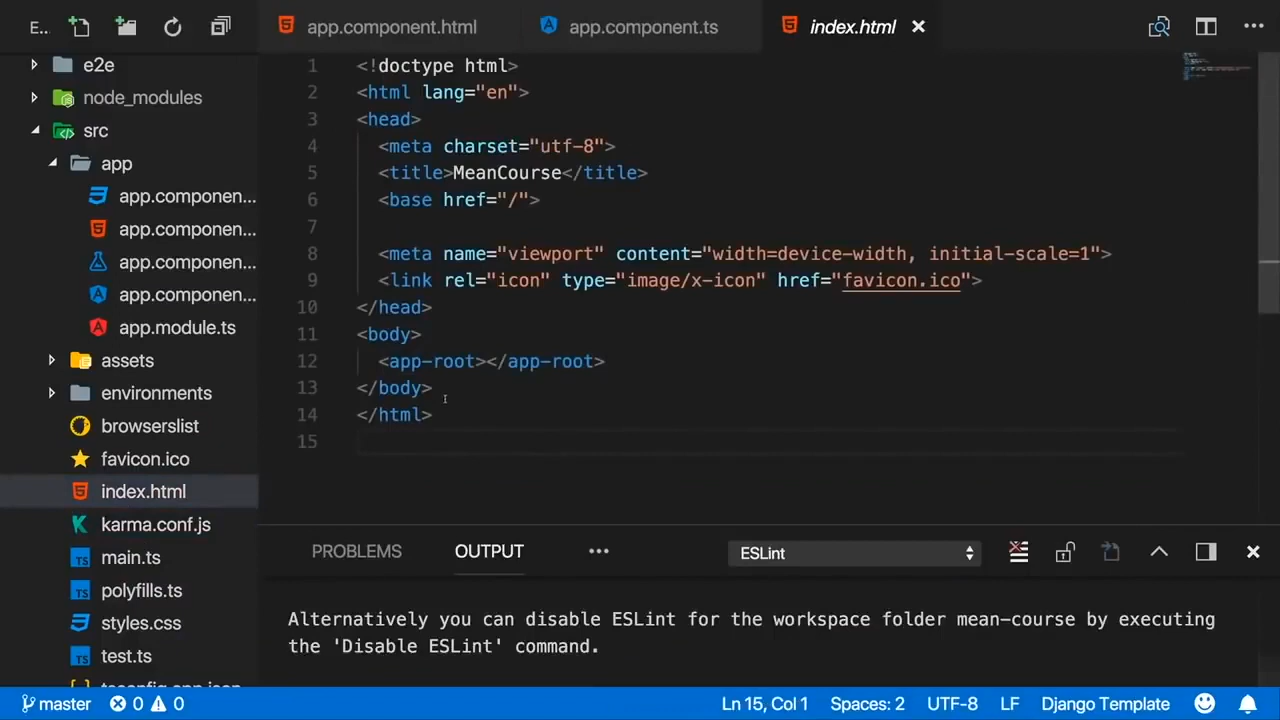 E...
app.component.html
app.component.ts
index.html
e2e
node_modules
src
app
app.componen...
app.componen...
app.componen...
app.componen...
app.module.ts
assets
environments
browserslist
favicon.ico
index.html
karma.conf.js
main.ts
polyfills.ts
styles.css
test.ts
tsconfig.app.json
1 <!doctype html>
2 <html lang="en">
3 <head>
4 <meta charset="utf-8">
5 <title>MeanCourse</title>
6 <base href="/">
7
8 <meta name="viewport" content="width=device-width, initial-scale=1">
9 <link rel="icon" type="image/x-icon" href="favicon.ico">
10 </head>
11 <body>
12 <app-root></app-root>
13 </body>
14 </html>
15
PROBLEMS OUTPUT ... ESLint
Alternatively you can disable ESLint for the workspace folder mean-course by executing
the 'Disable ESLint' command.
master 0 0 Ln 15, Col 1 Spaces: 2 UTF-8 LF Django Template